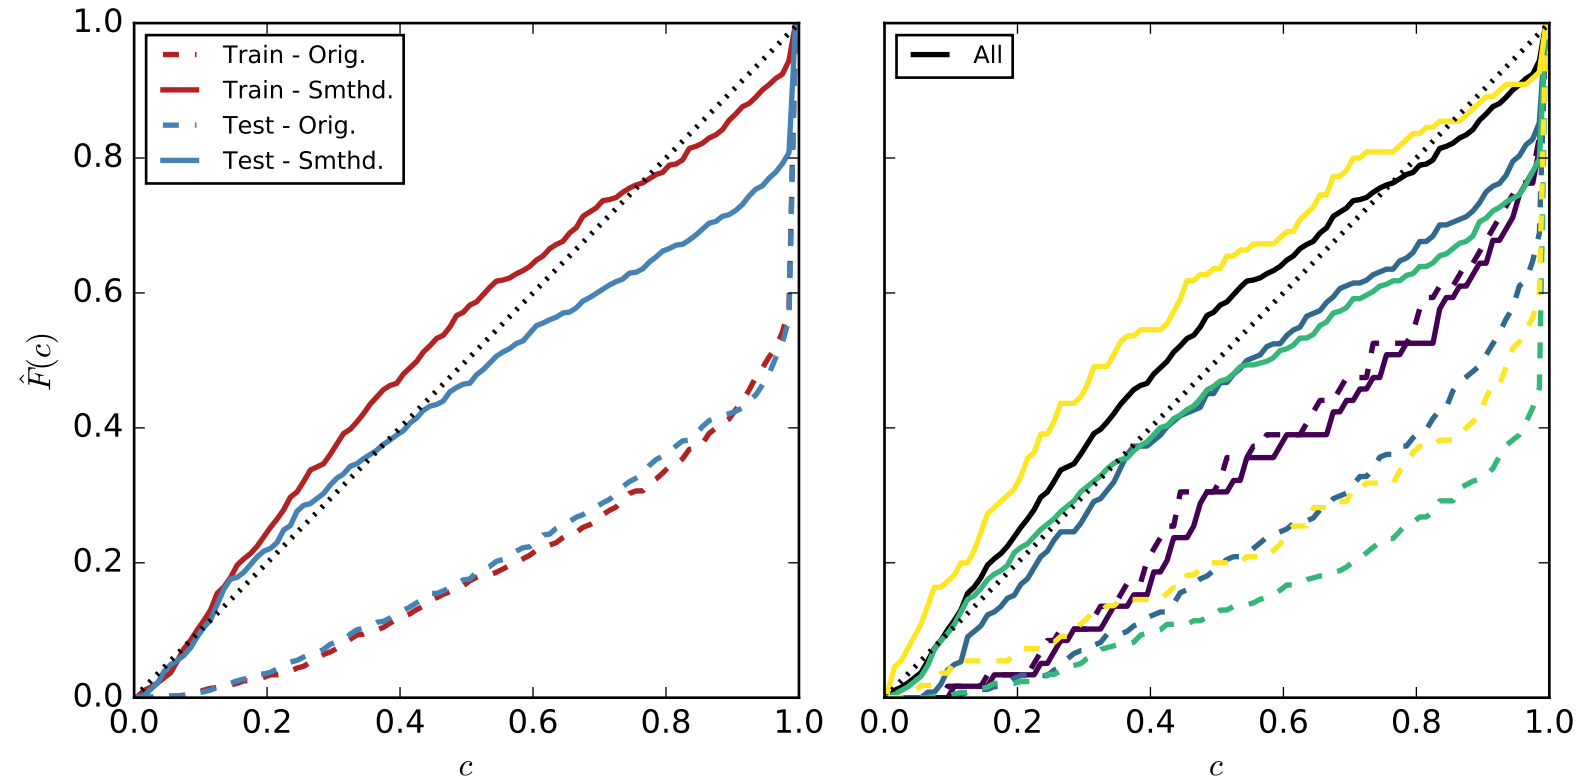 1.0
0.8
0.6
0.4
0.2
0.0
F̂(c)
Train - Orig.
Train - Smthd.
Test - Orig.
Test - Smthd.
0.0 0.2 0.4 0.6 0.8 1.0
c
All
0.0 0.2 0.4 0.6 0.8 1.0
c